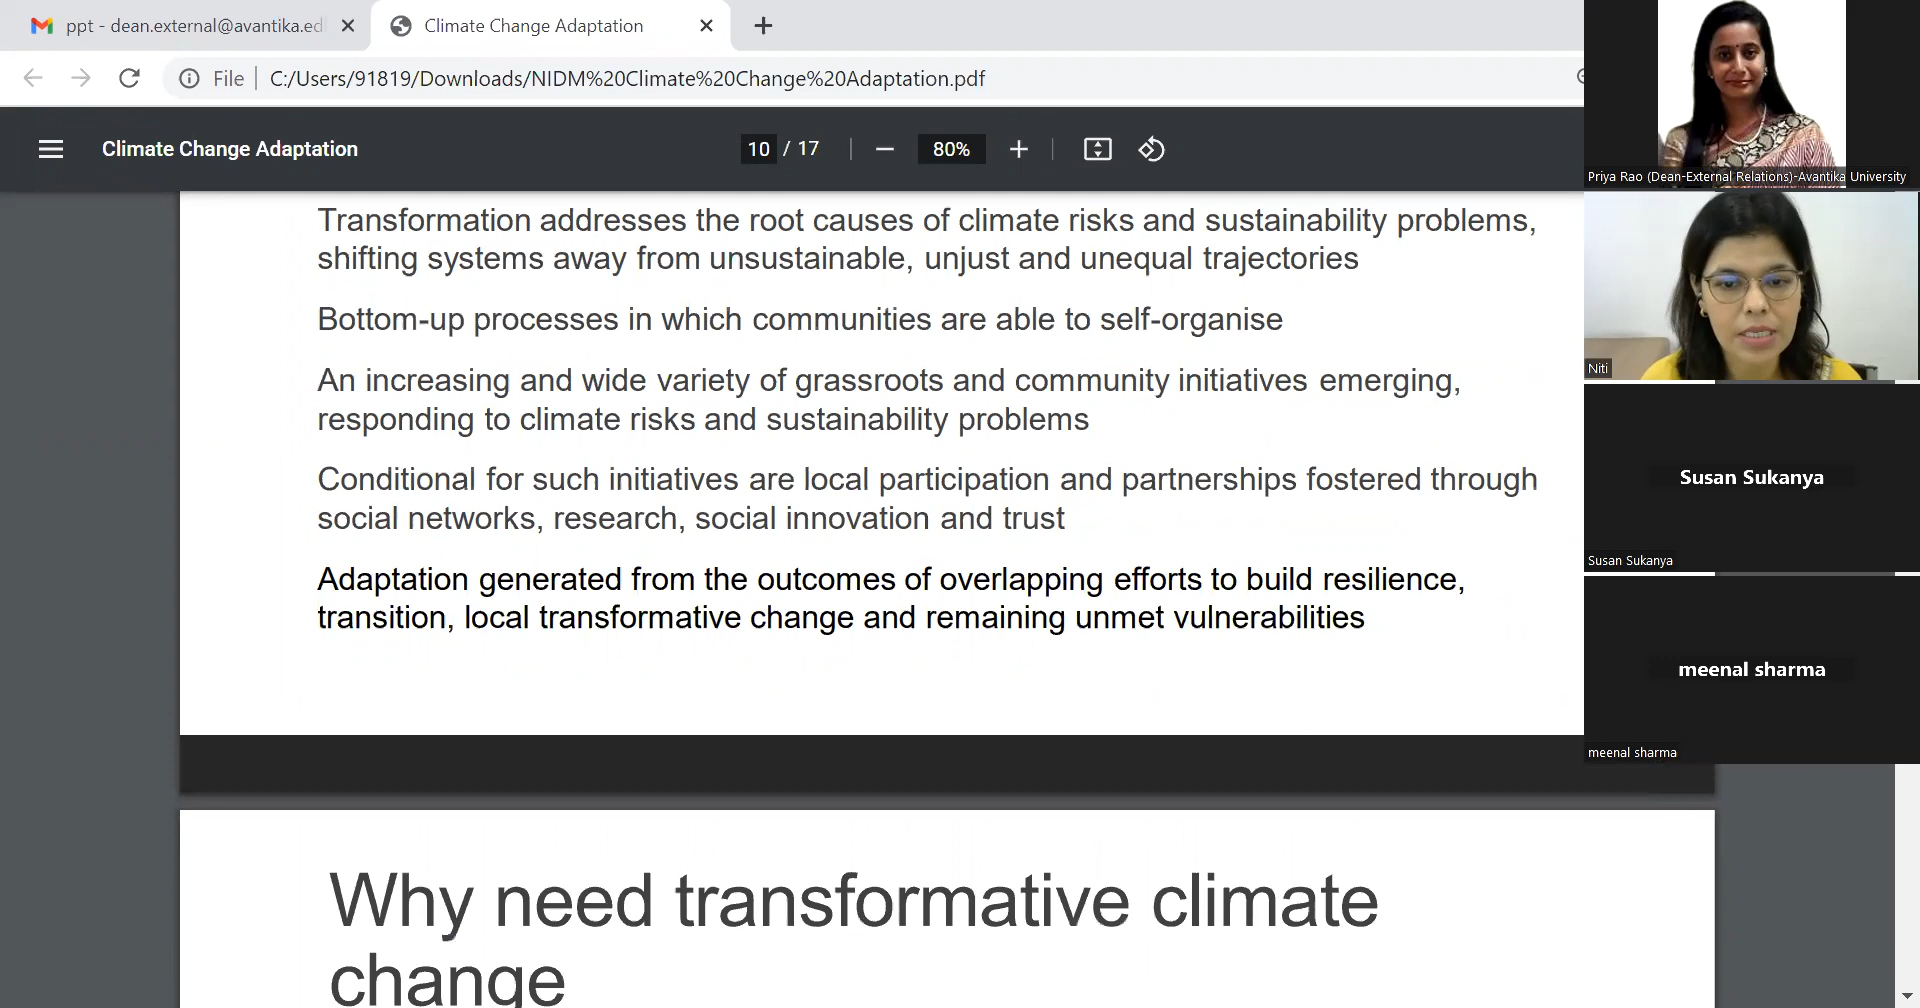 ppt - dean.external@avantika.ed
Climate Change Adaptation
File
C:/Users/91819/Downloads/NIDM%20Climate%20Change%20Adaptation.pdf
Climate Change Adaptation
10 / 17
80%
Transformation addresses the root causes of climate risks and sustainability problems,
shifting systems away from unsustainable, unjust and unequal trajectories
Bottom-up processes in which communities are able to self-organise
An increasing and wide variety of grassroots and community initiatives emerging,
responding to climate risks and sustainability problems
Conditional for such initiatives are local participation and partnerships fostered through
social networks, research, social innovation and trust
Adaptation generated from the outcomes of overlapping efforts to build resilience,
transition, local transformative change and remaining unmet vulnerabilities
Why need transformative climate
change
Priya Rao (Dean-External Relations)-Avantika University
Niti
Susan Sukanya
Susan Sukanya
meenal sharma
meenal sharma